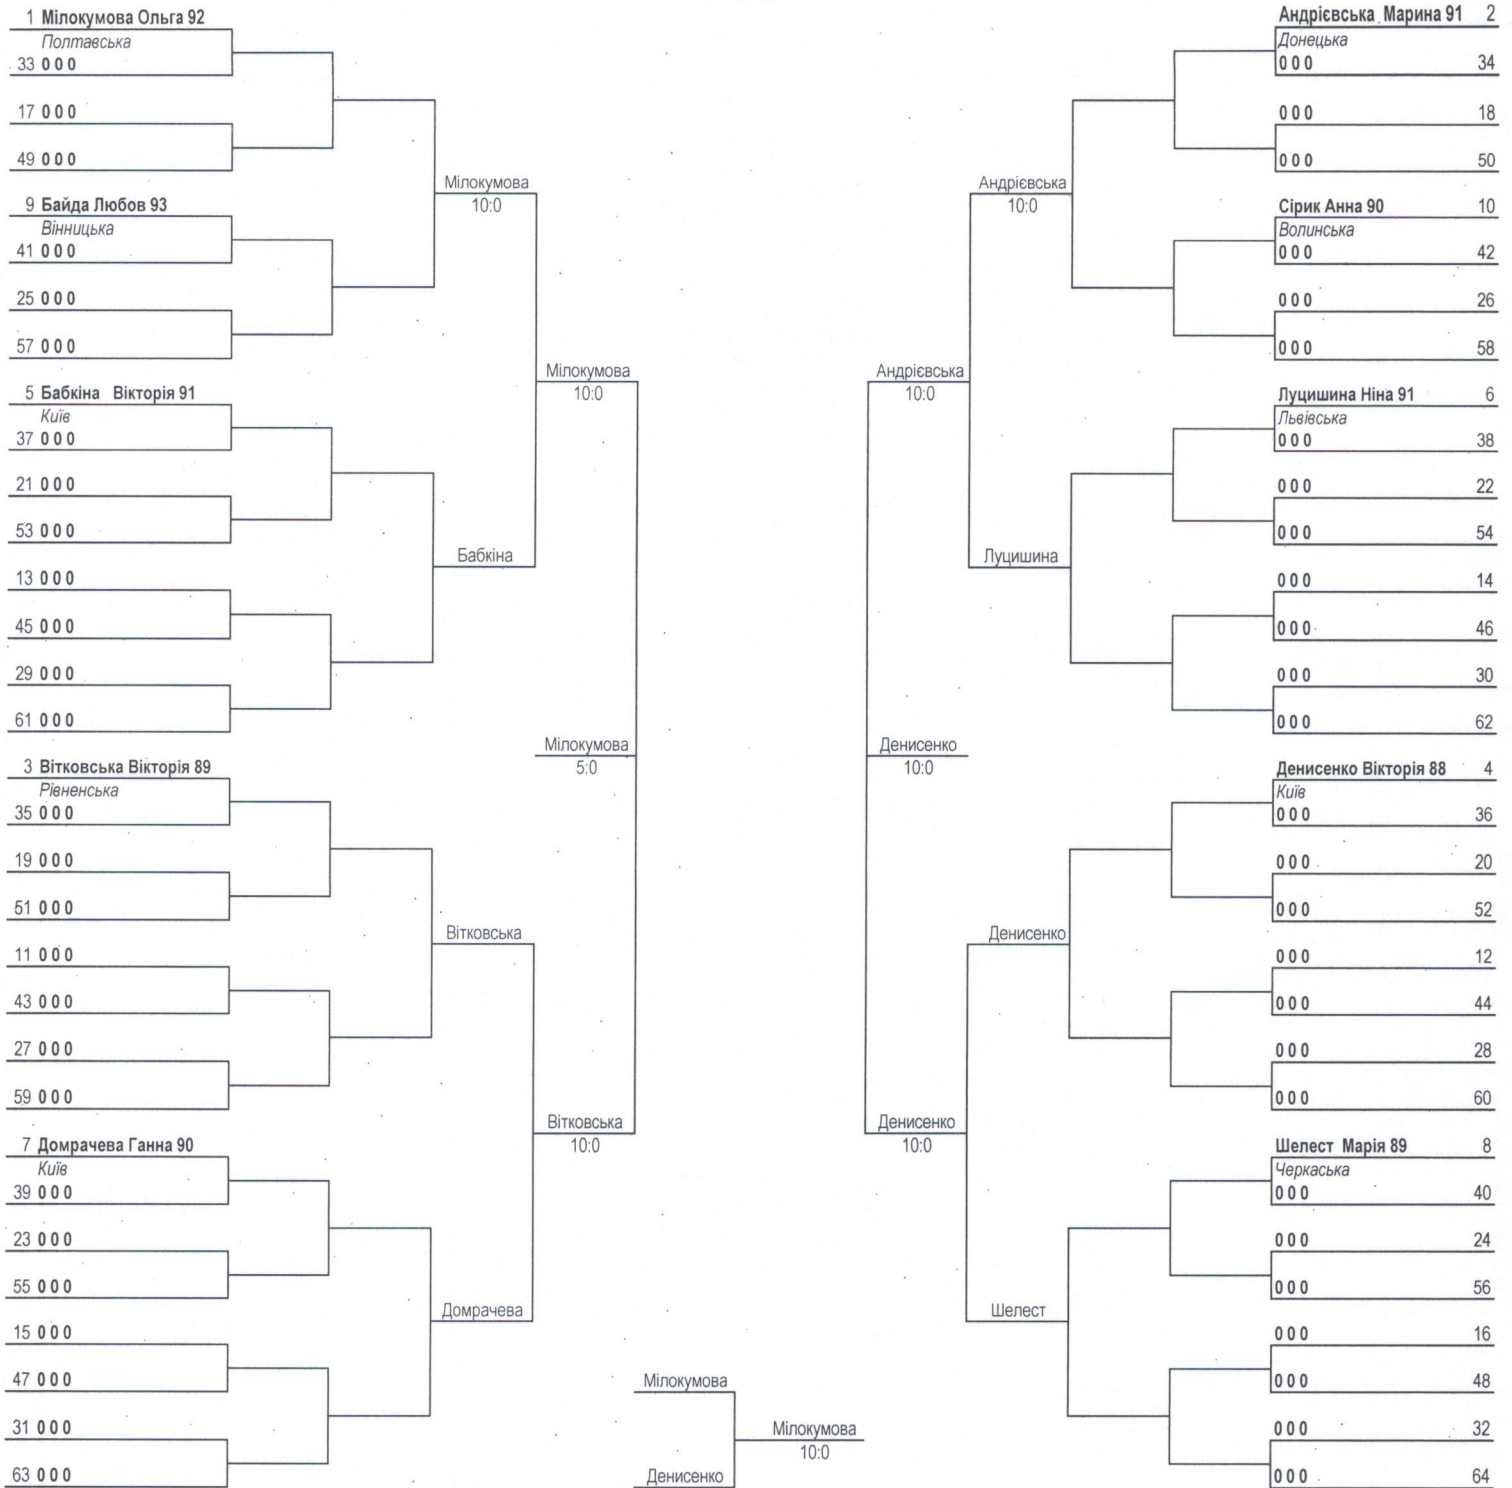 1 Мілокумова Ольга 92
Полтавська
33 0 0 0
17 0 0 0
49 0 0 0
9 Байда Любов 93
Вінницька
41 0 0 0
25 0 0 0
57 0 0 0
5 Бабкіна Вікторія 91
Київ
37 0 0 0
21 0 0 0
53 0 0 0
13 0 0 0
45 0 0 0
29 0 0 0
61 0 0 0
3 Вітковська Вікторія 89
Рівненська
35 0 0 0
19 0 0 0
51 0 0 0
11 0 0 0
43 0 0 0
27 0 0 0
59 0 0 0
7 Домрачева Ганна 90
Київ
39 0 0 0
23 0 0 0
55 0 0 0
15 0 0 0
47 0 0 0
31 0 0 0
63 0 0 0
Мілокумова
10:0
Бабкіна
Вітковська
Домрачева
Мілокумова
10:0
Вітковська
10:0
Мілокумова
5:0
Мілокумова
Денисенко
Мілокумова
10:0
Денисенко
10:0
Андрієвська
10:0
Денисенко
10:0
Андрієвська
10:0
Луцишина
Денисенко
Шелест
Андрієвська Марина 91 2
Донецька
0 0 0 34
0 0 0 18
0 0 0 50
Сірик Анна 90 10
Волинська
0 0 0 42
0 0 0 26
0 0 0 58
Луцишина Ніна 91 6
Львівська
0 0 0 38
0 0 0 22
0 0 0 54
0 0 0 14
0 0 0 46
0 0 0 30
0 0 0 62
Денисенко Вікторія 88 4
Київ
0 0 0 36
0 0 0 20
0 0 0 52
0 0 0 12
0 0 0 44
0 0 0 28
0 0 0 60
Шелест Марія 89 8
Черкаська
0 0 0 40
0 0 0 24
0 0 0 56
0 0 0 16
0 0 0 48
0 0 0 32
0 0 0 64